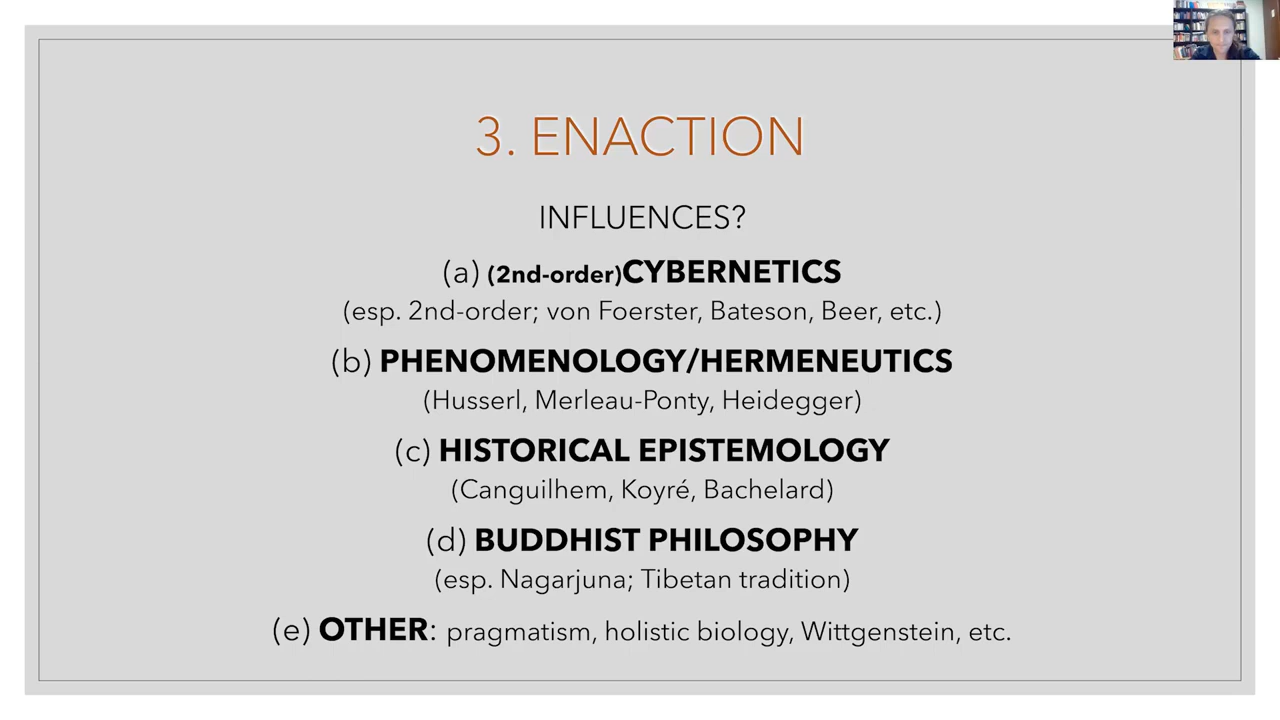 3. ENACTION
INFLUENCES?
(a) (2nd-order)CYBERNETICS
(esp. 2nd-order; von Foerster, Bateson, Beer, etc.)
(b) PHENOMENOLOGY/HERMENEUTICS
(Husserl, Merleau-Ponty, Heidegger)
(c) HISTORICAL EPISTEMOLOGY
(Canguilhem, Koyré, Bachelard)
(d) BUDDHIST PHILOSOPHY
(esp. Nagarjuna; Tibetan tradition)
(e) OTHER: pragmatism, holistic biology, Wittgenstein, etc.